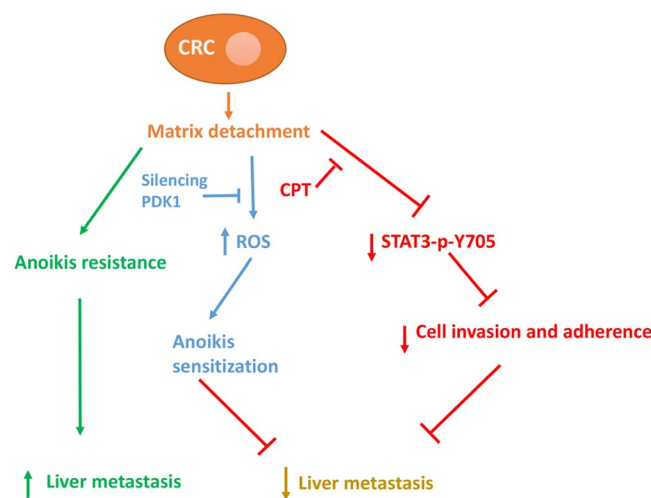 CRC
Matrix detachment
Silencing
PDK1
CPT
ROS
STAT3-p-Y705
Anoikis resistance
Cell invasion and adherence
Anoikis
sensitization
Liver metastasis
Liver metastasis